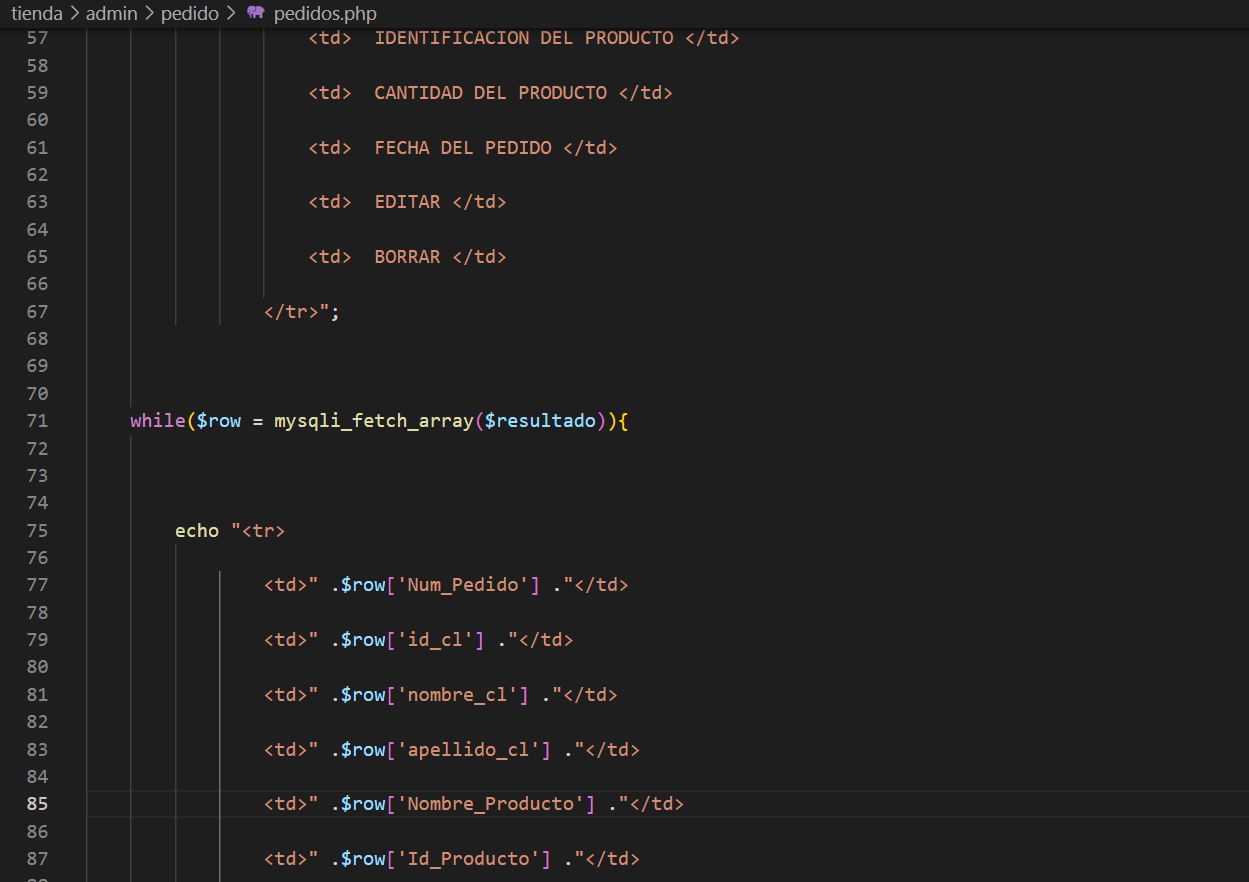 tienda > admin > pedido > pedidos.php
57 <td>  IDENTIFICACION DEL PRODUCTO </td>
58
59 <td>  CANTIDAD DEL PRODUCTO </td>
60
61 <td>  FECHA DEL PEDIDO </td>
62
63 <td>  EDITAR </td>
64
65 <td>  BORRAR </td>
66
67 </tr>";
68
69
70
71 while($row = mysqli_fetch_array($resultado)){
72
73
74
75 echo "<tr>
76
77 <td>" .$row['Num_Pedido'] ."</td>
78
79 <td>" .$row['id_cl'] ."</td>
80
81 <td>" .$row['nombre_cl'] ."</td>
82
83 <td>" .$row['apellido_cl'] ."</td>
84
85 <td>" .$row['Nombre_Producto'] ."</td>
86
87 <td>" .$row['Id_Producto'] ."</td>